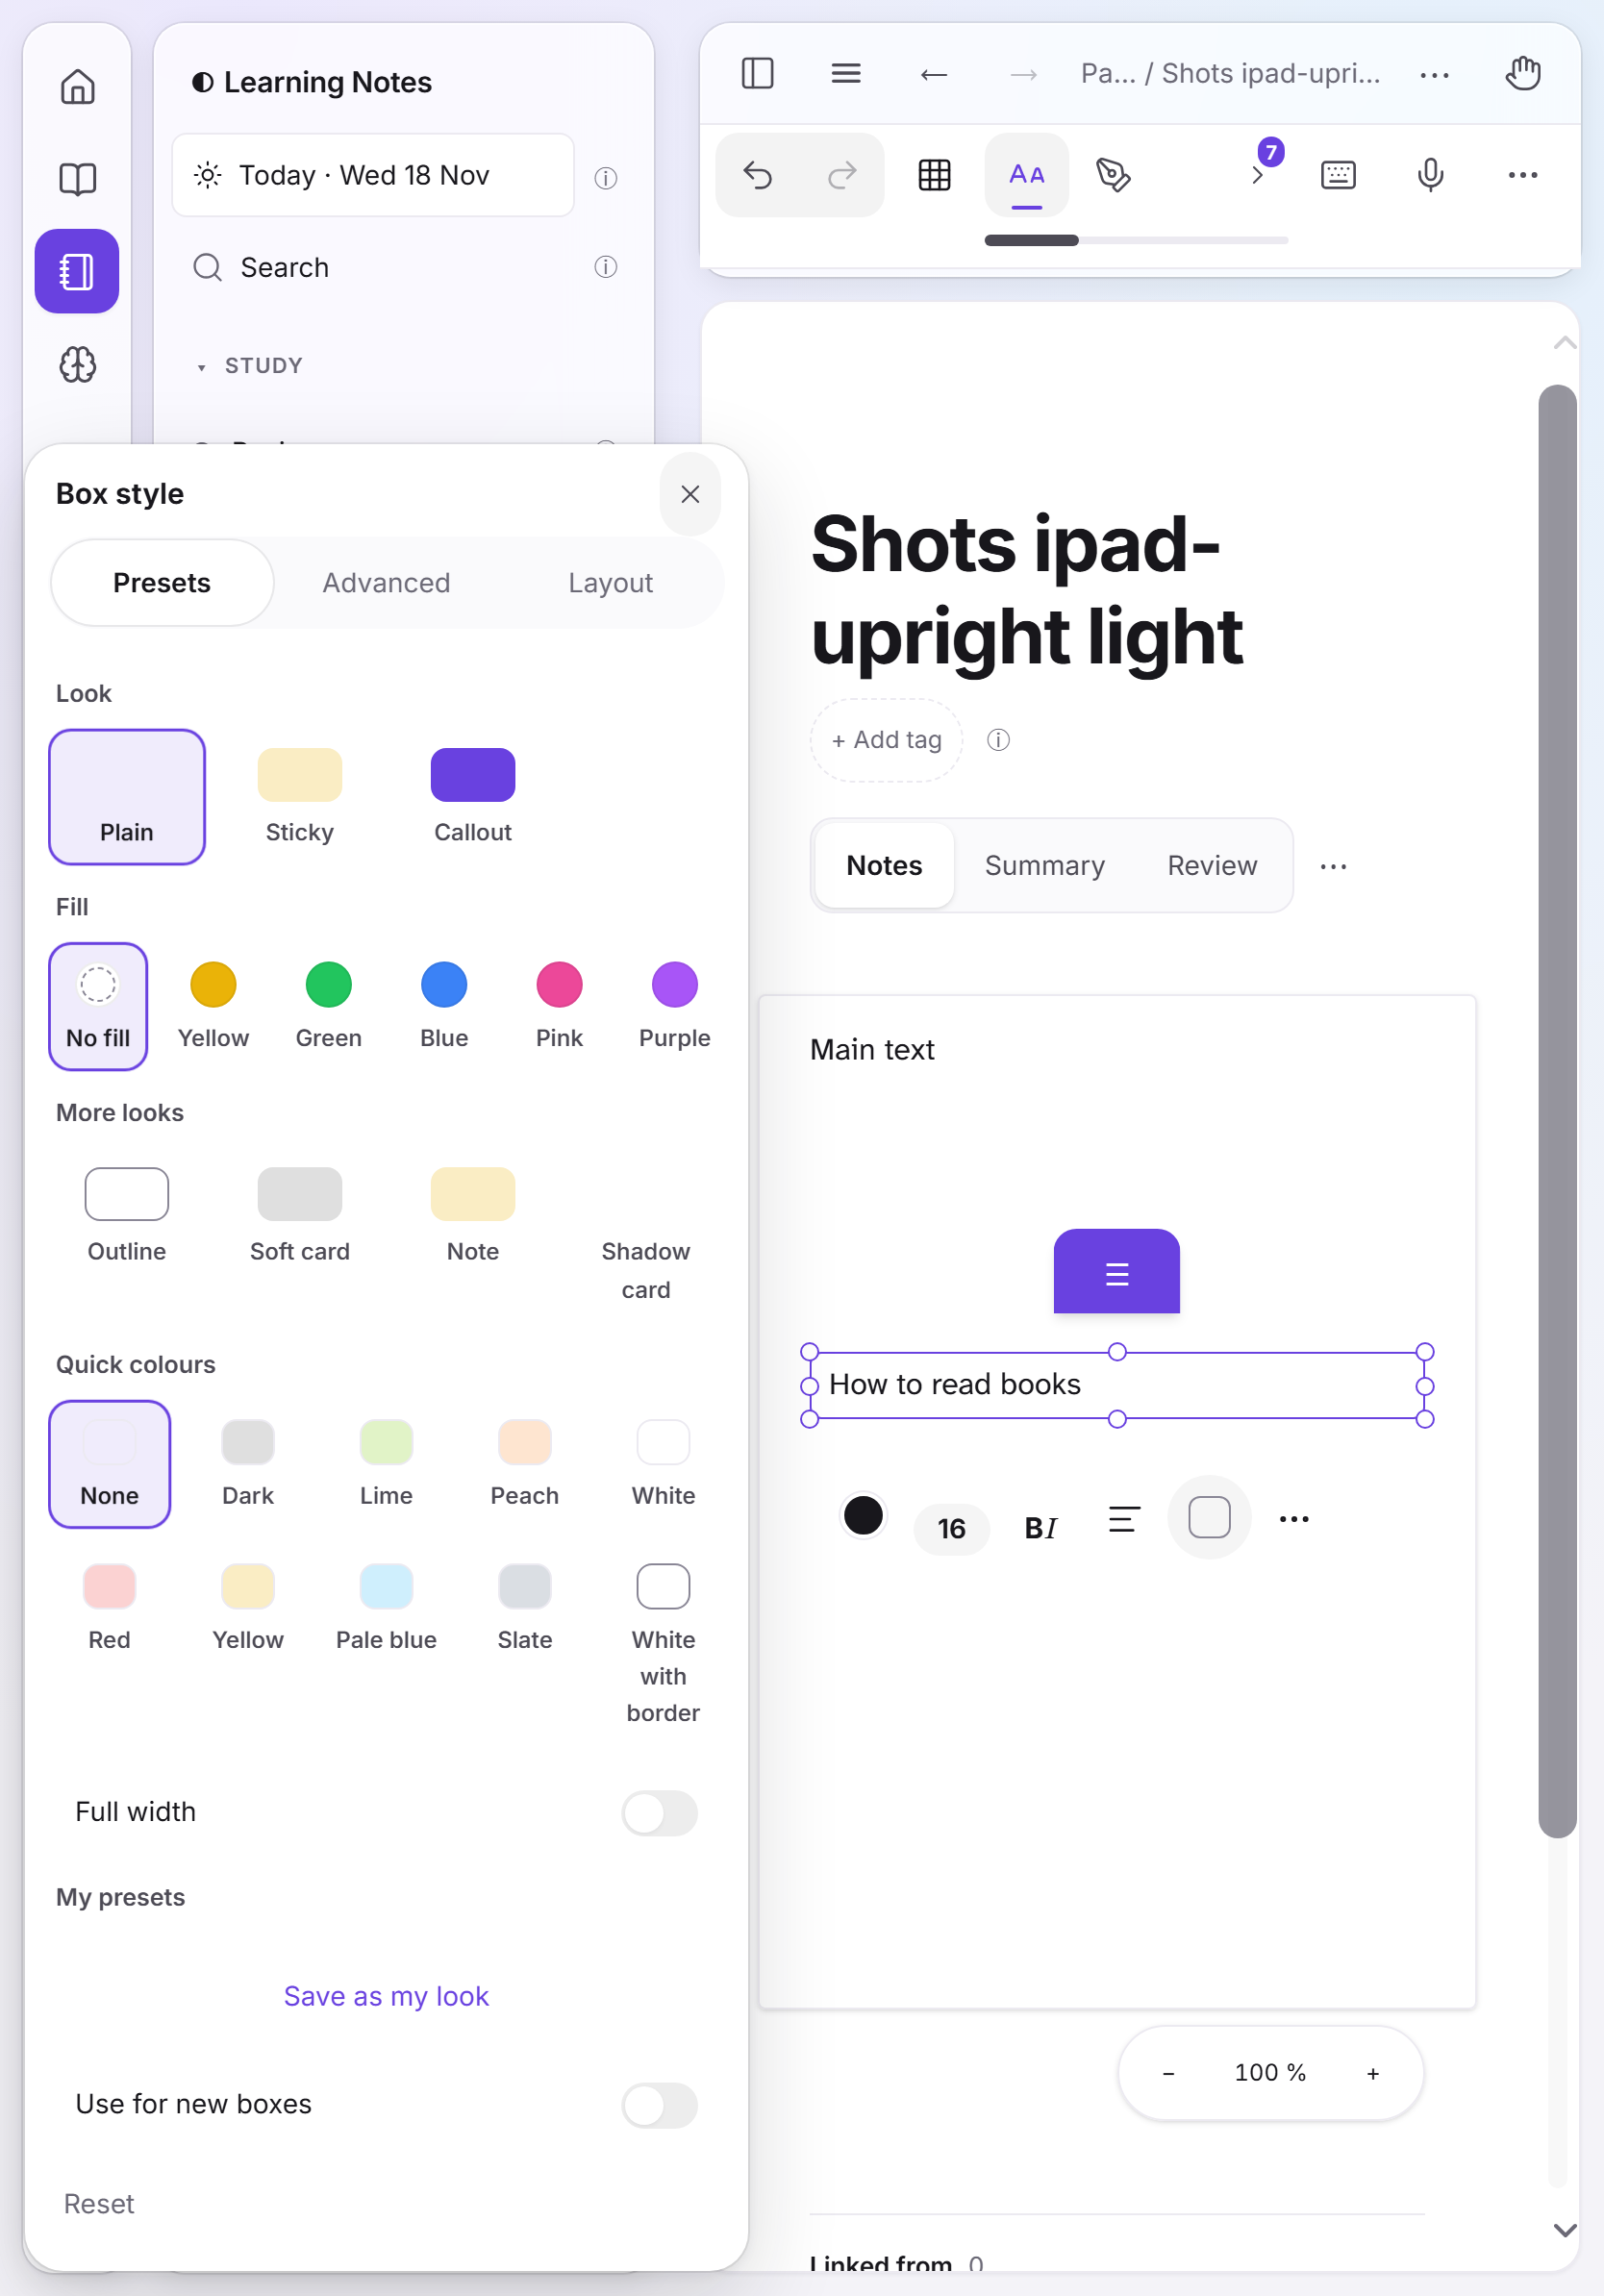 Learning Notes
Today · Wed 18 Nov
Search
STUDY
Pa... / Shots ipad-upri...
7
Box style
Presets
Advanced
Layout
Look
Plain
Sticky
Callout
Fill
No fill
Yellow
Green
Blue
Pink
Purple
More looks
Outline
Soft card
Note
Shadow
card
Quick colours
None
Dark
Lime
Peach
White
Red
Yellow
Pale blue
Slate
White
with
border
Full width
My presets
Save as my look
Use for new boxes
Reset
Shots ipad-
upright light
+ Add tag
Notes
Summary
Review
Main text
How to read books
16
BI
− 100 % +
Linked from 0